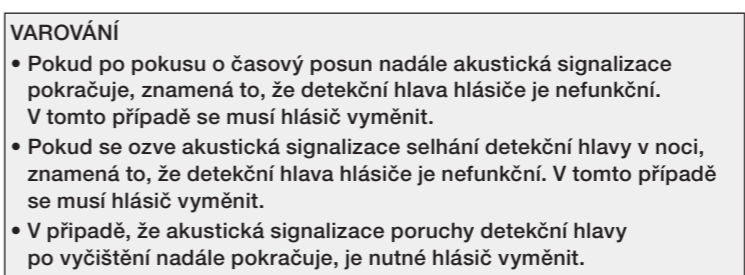 VAROVÁNÍ
• Pokud po pokusu o časový posun nadále akustická signalizace
pokračuje, znamená to, že detekční hlava hlásiče je nefunkční.
V tomto případě se musí hlásič vyměnit.
• Pokud se ozve akustická signalizace selhání detekční hlavy v noci,
znamená to, že detekční hlava hlásiče je nefunkční. V tomto případě
se musí hlásič vyměnit.
• V připadě, že akustická signalizace poruchy detekční hlavy
po vyčištění nadále pokračuje, je nutné hlásič vyměnit.